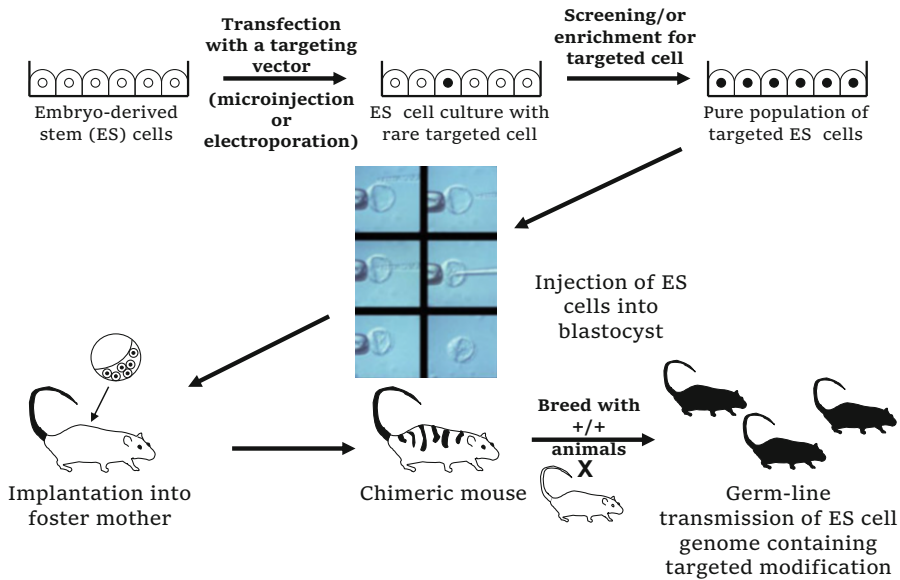 Transfection
with a targeting
vector
(microinjection
or
electroporation)
Screening/or
enrichment for
targeted cell
Embryo-derived
stem (ES) cells
ES cell culture with
rare targeted cell
Pure population of
targeted ES cells
Injection of ES
cells into
blastocyst
Implantation into
foster mother
Chimeric mouse
Breed with
+/+
animals
X
Germ-line
transmission of ES cell
genome containing
targeted modification